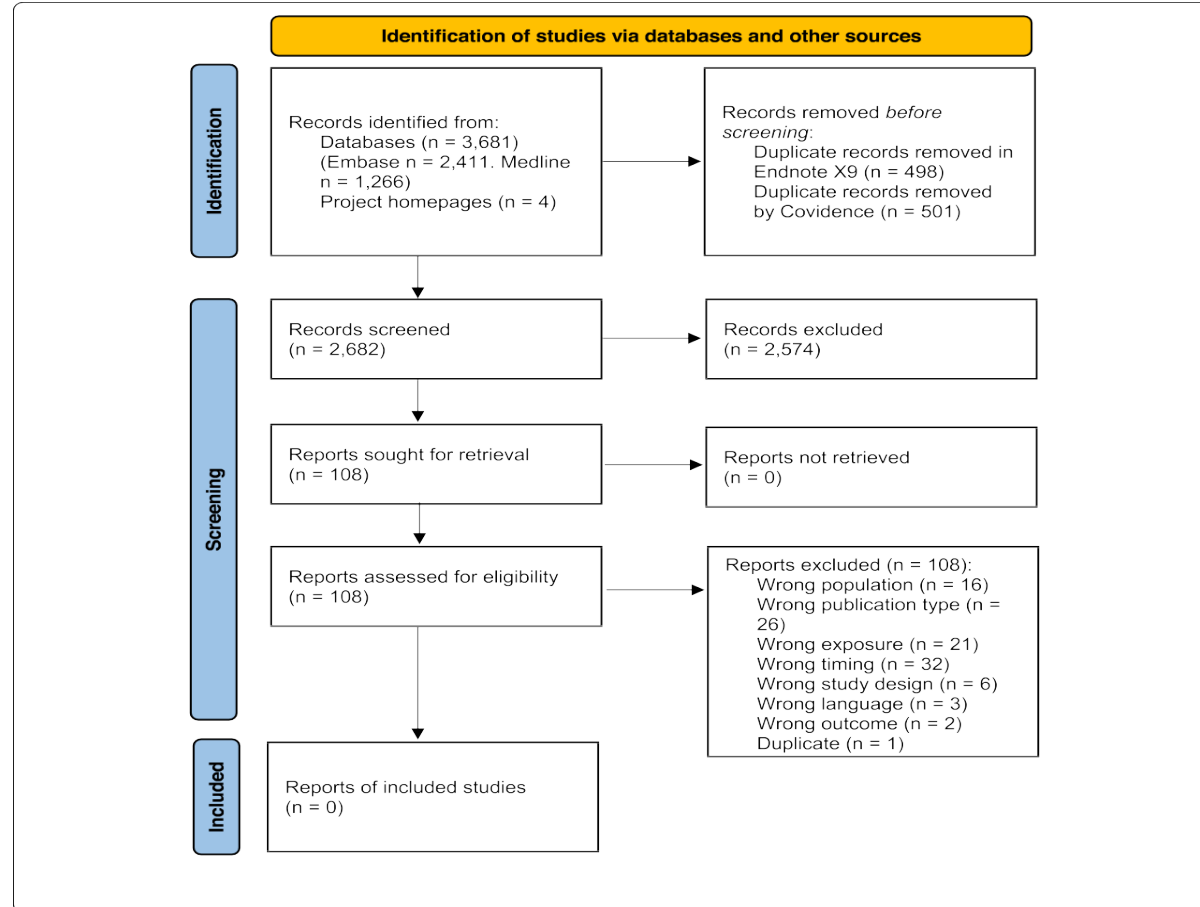 Identification of studies via databases and other sources
Identification
Records identified from:
Databases (n = 3,681)
(Embase n = 2,411. Medline
n = 1,266)
Project homepages (n = 4)
Records removed before
screening:
Duplicate records removed in
Endnote X9 (n = 498)
Duplicate records removed
by Covidence (n = 501)
Screening
Records screened
(n = 2,682)
Records excluded
(n = 2,574)
Reports sought for retrieval
(n = 108)
Reports not retrieved
(n = 0)
Reports assessed for eligibility
(n = 108)
Reports excluded (n = 108):
Wrong population (n = 16)
Wrong publication type (n =
26)
Wrong exposure (n = 21)
Wrong timing (n = 32)
Wrong study design (n = 6)
Wrong language (n = 3)
Wrong outcome (n = 2)
Duplicate (n = 1)
Included
Reports of included studies
(n = 0)